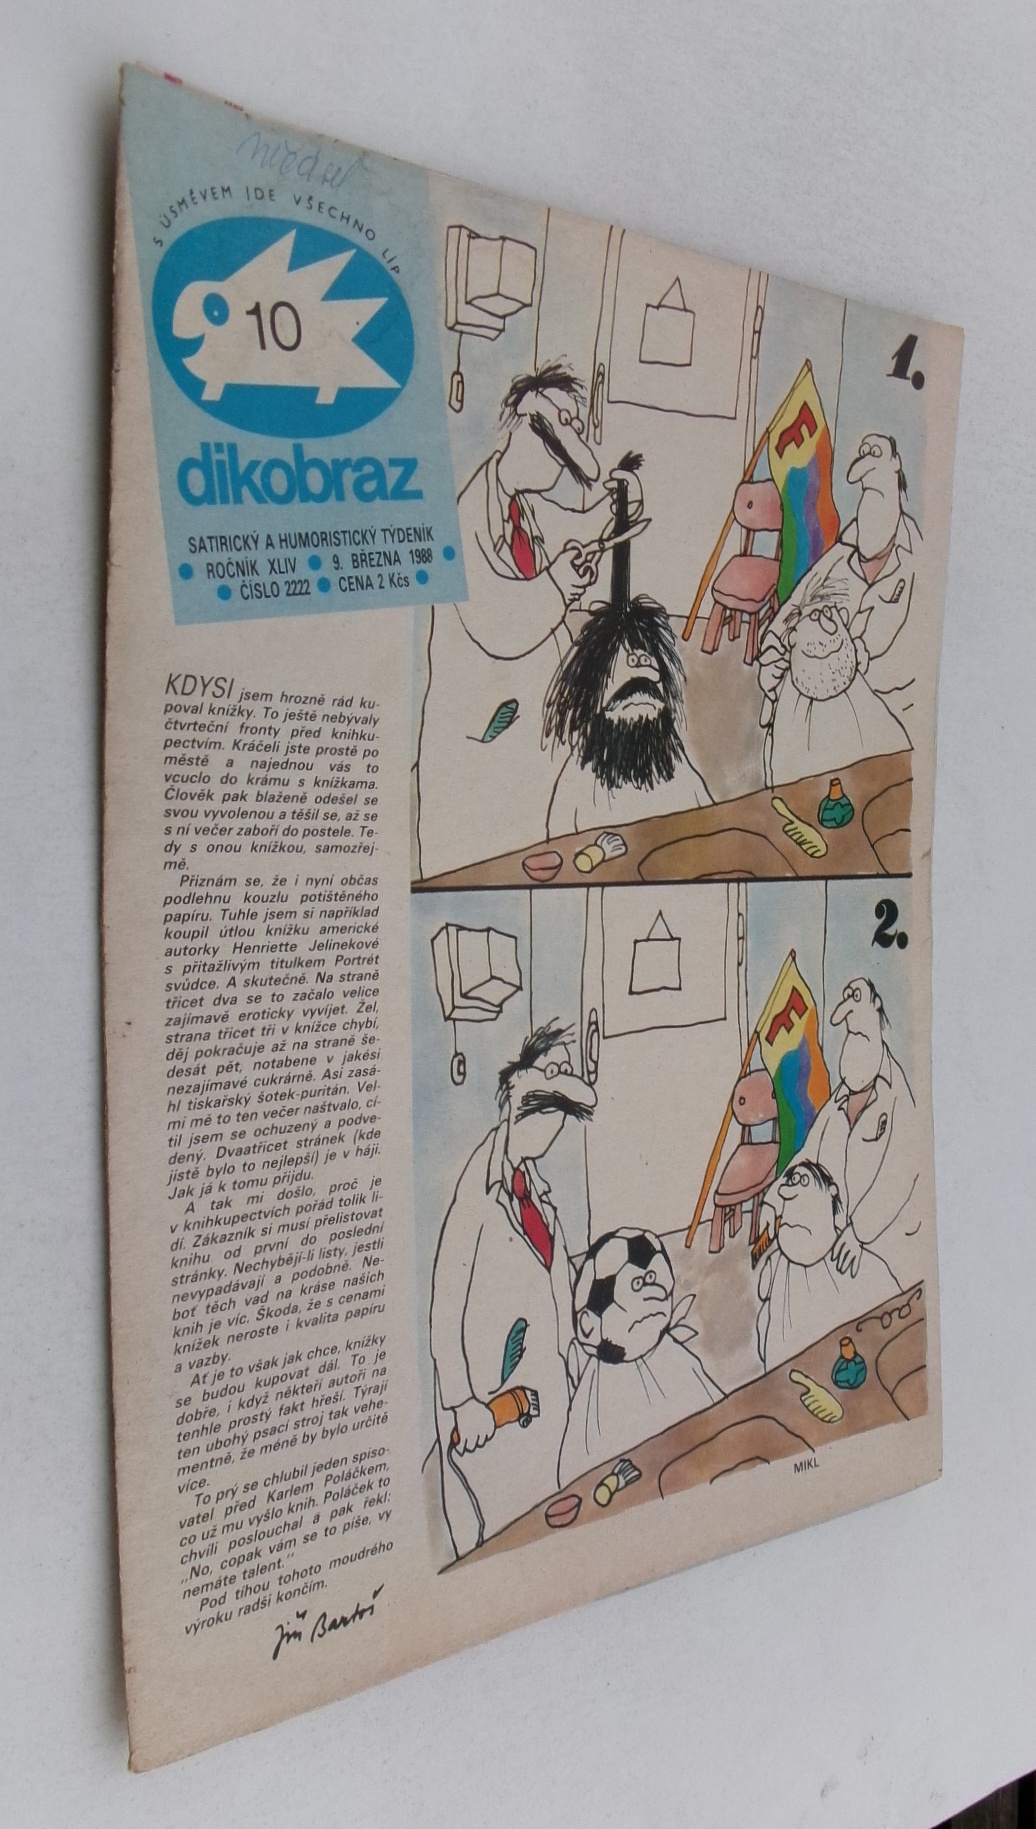 S ÚSMĚVEM JDE VŠECHNO LÍP
10
dikobraz
SATIRICKÝ A HUMORISTICKÝ TÝDENÍK
● ROČNÍK XLIV ● 9. BŘEZNA 1988 ●
● ČÍSLO 2222 ● CENA 2 Kčs ●
KDYSI jsem hrozně rád ku-
poval knížky. To ještě nebývaly
čtvrteční fronty před knihku-
pectvím. Kráčeli jste prostě po
městě a najednou vás to
vcuclo do krámu s knížkama.
Člověk pak blaženě odešel se
svou vyvolenou a těšil se, až se
s ní večer zaboří do postele. Te-
dy s onou knížkou, samozřej-
mě.
Přiznám se, že i nyní občas
podlehnu kouzlu potištěného
papíru. Tuhle jsem si například
koupil útlou knížku americké
autorky Henriette Jelinekové
s přitažlivým titulkem Portrét
svůdce. A skutečně. Na straně
třicet dva se to začalo velice
zajímavě eroticky vyvíjet. Žel,
strana třicet tři v knížce chybí,
děj pokračuje až na straně še-
desát pět, notabene v jakési
nezajímavé cukrárně. Asi zasá-
hl tiskařský šotek-puritán. Vel-
mi mě to ten večer naštvalo, cí-
til jsem se ochuzený a podve-
dený. Dvaatřicet stránek (kde
jistě bylo to nejlepší) je v háji.
Jak já k tomu přijdu.
A tak mi došlo, proč je
v knihkupectvích pořád tolik li-
dí. Zákazník si musí přelistovat
knihu od první do poslední
stránky. Nechybějí-li listy, jestli
nevypadávají a podobně. Ne-
boť těch vad na kráse našich
knih je víc. Škoda, že s cenami
knížek neroste i kvalita papíru
a vazby.
Ať je to však jak chce, knížky
se budou kupovat dál. To je
dobře, i když někteří autoři na
tenhle prostý fakt hřeší. Týrají
ten ubohý psací stroj tak vehe-
mentně, že méně by bylo určitě
více.
To prý se chlubil jeden spiso-
vatel před Karlem Poláčkem,
co už mu vyšlo knih. Poláček to
chvíli poslouchal a pak řekl:
„No, copak vám se to píše, vy
nemáte talent."
Pod tíhou tohoto moudrého
výroku radši končím.
Jiří Bartoš
1.
F
2.
F
MIKL